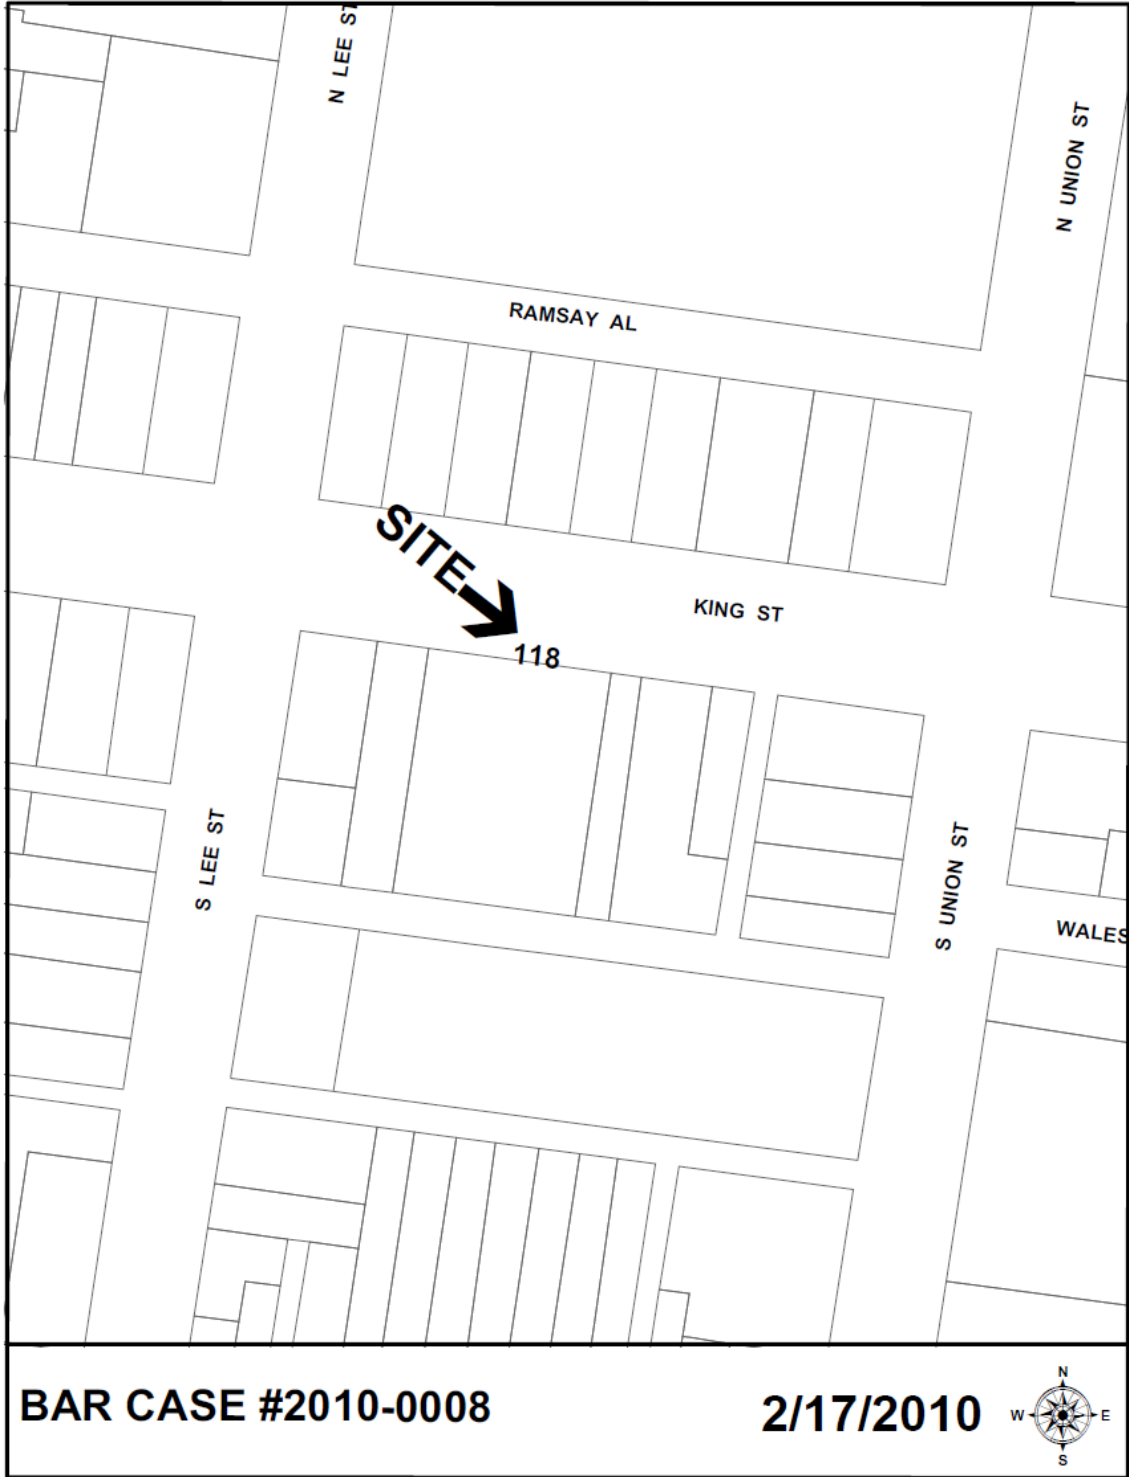 N LEE ST
N UNION ST
RAMSAY AL
SITE
KING ST
118
S LEE ST
S UNION ST
WALES
BAR CASE #2010-0008
2/17/2010
N
W E
S